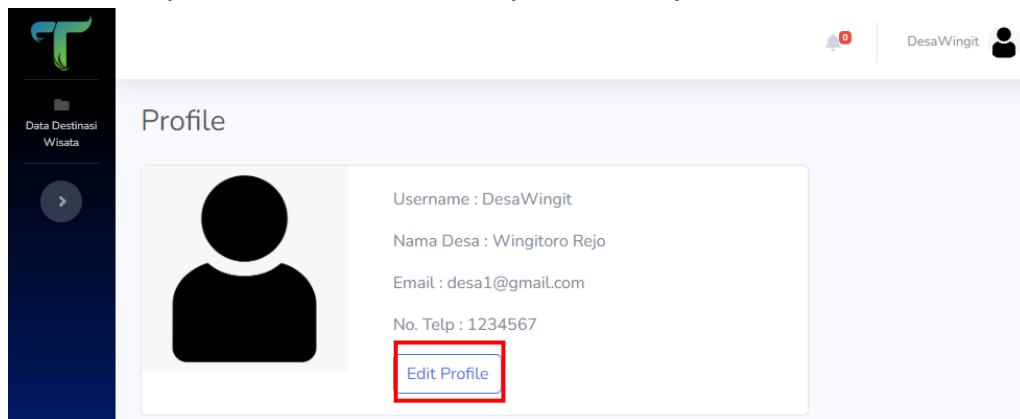 0
DesaWingit
Data Destinasi
Wisata
Profile
Username : DesaWingit
Nama Desa : Wingitoro Rejo
Email : desa1@gmail.com
No. Telp : 1234567
Edit Profile